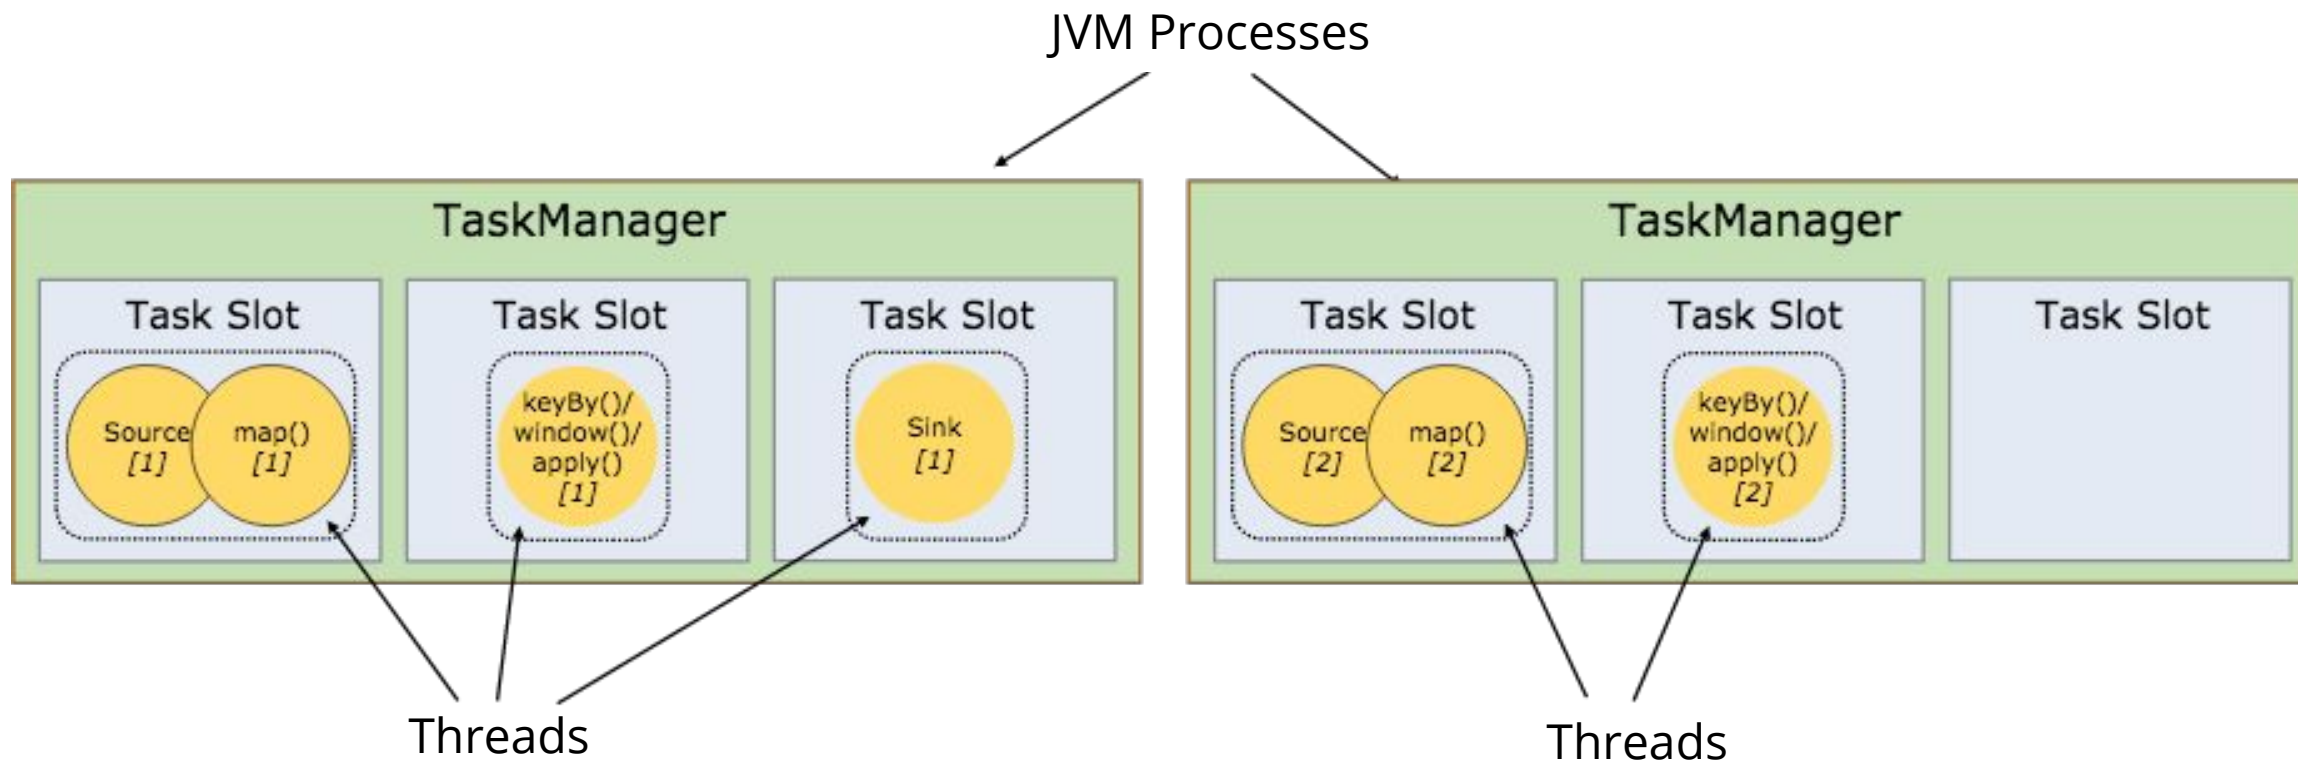 JVM Processes
TaskManager
Task Slot
Source
[1]
map()
[1]
Task Slot
keyBy()/
window()/
apply()
[1]
Task Slot
Sink
[1]
Threads
TaskManager
Task Slot
Source
[2]
map()
[2]
Task Slot
keyBy()/
window()/
apply()
[2]
Task Slot
Threads